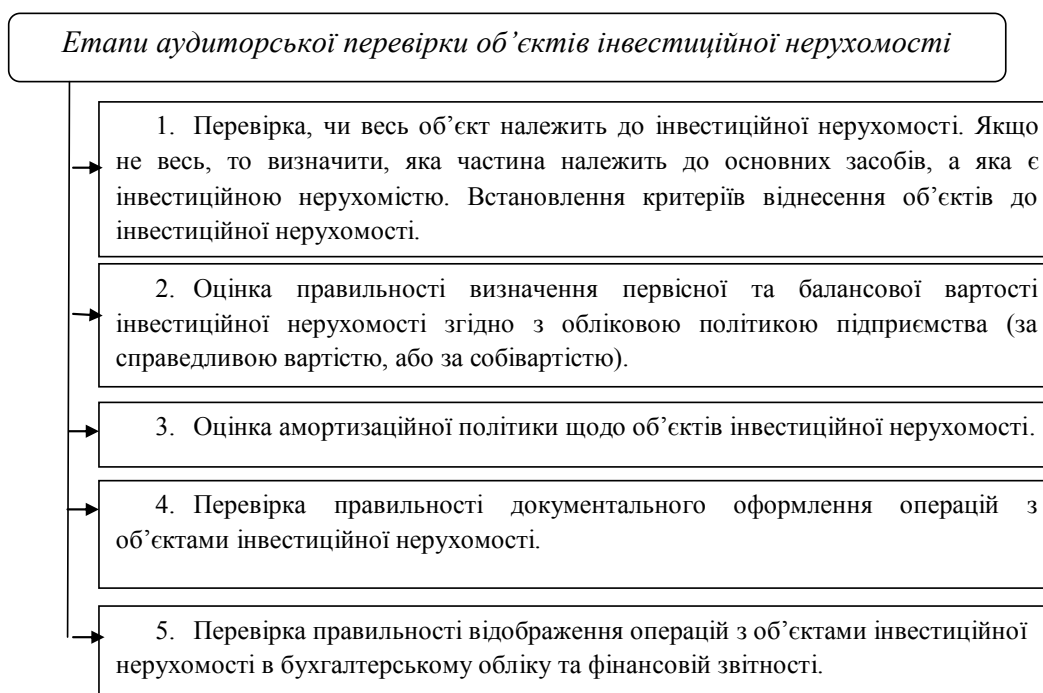 Етапи аудиторської перевірки об’єктів інвестиційної нерухомості
1. Перевірка, чи весь об’єкт належить до інвестиційної нерухомості. Якщо
не весь, то визначити, яка частина належить до основних засобів, а яка є
інвестиційною нерухомістю. Встановлення критеріїв віднесення об’єктів до
інвестиційної нерухомості.
2. Оцінка правильності визначення первісної та балансової вартості
інвестиційної нерухомості згідно з обліковою політикою підприємства (за
справедливою вартістю, або за собівартістю).
3. Оцінка амортизаційної політики щодо об’єктів інвестиційної нерухомості.
4. Перевірка правильності документального оформлення операцій з
об’єктами інвестиційної нерухомості.
5. Перевірка правильності відображення операцій з об’єктами інвестиційної
нерухомості в бухгалтерському обліку та фінансовій звітності.